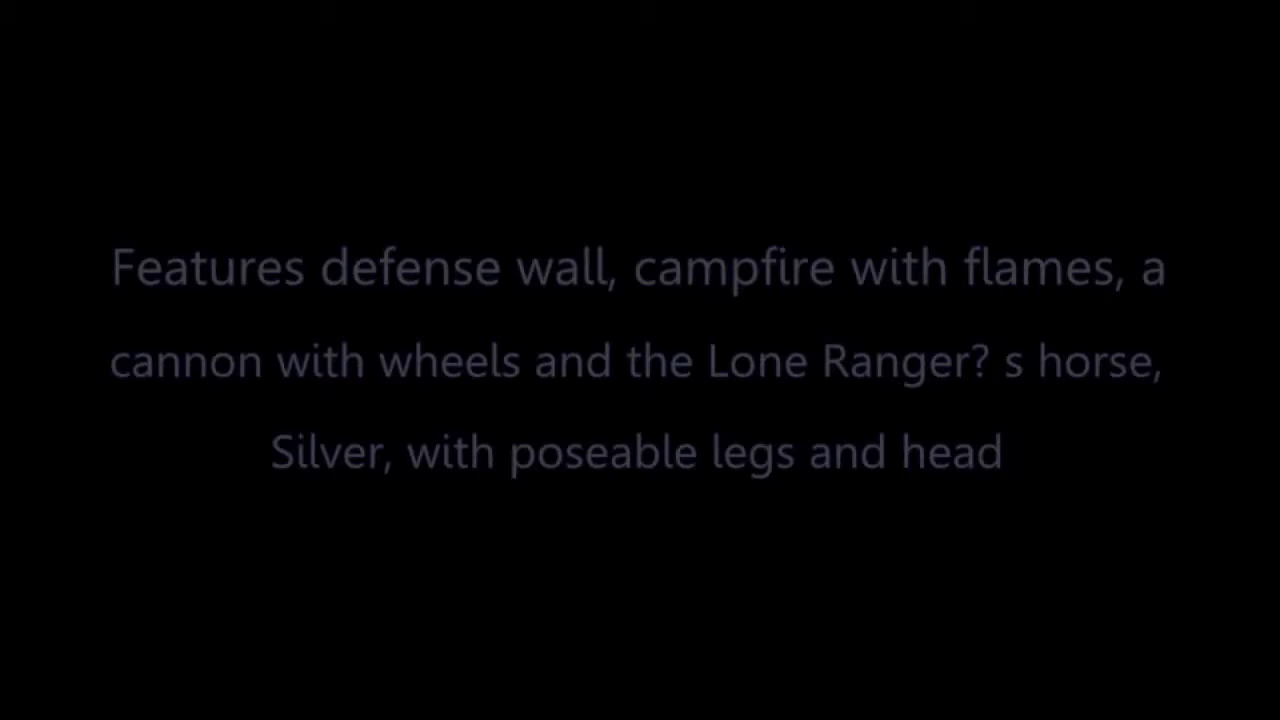 Features defense wall, campfire with flames, a
cannon with wheels and the Lone Ranger? s horse,
Silver, with poseable legs and head